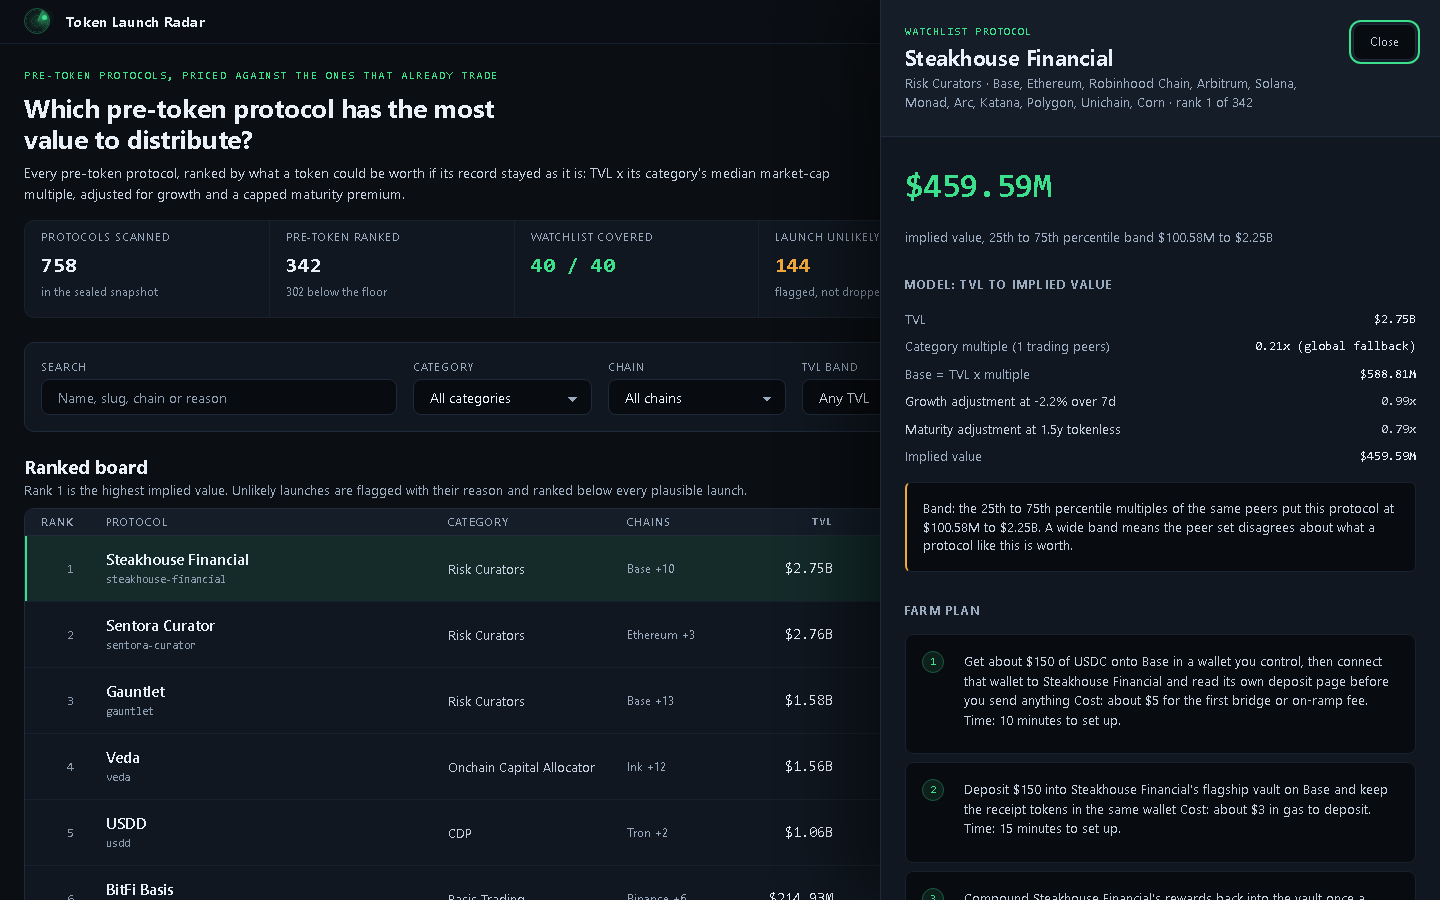 Token Launch Radar
PRE-TOKEN PROTOCOLS, PRICED AGAINST THE ONES THAT ALREADY TRADE
Which pre-token protocol has the most
value to distribute?
Every pre-token protocol, ranked by what a token could be worth if its record stayed as it is: TVL x its category's median market-cap
multiple, adjusted for growth and a capped maturity premium.
PROTOCOLS SCANNED
758
in the sealed snapshot
PRE-TOKEN RANKED
342
302 below the floor
WATCHLIST COVERED
40 / 40
LAUNCH UNLIKELY
144
flagged, not droppe
SEARCH
Name, slug, chain or reason
CATEGORY
All categories
CHAIN
All chains
TVL BAND
Any TVL
Ranked board
Rank 1 is the highest implied value. Unlikely launches are flagged with their reason and ranked below every plausible launch.
RANK PROTOCOL CATEGORY CHAINS TVL
1 Steakhouse Financial Risk Curators Base +10 $2.75B
steakhouse-financial
2 Sentora Curator Risk Curators Ethereum +3 $2.76B
sentora-curator
3 Gauntlet Risk Curators Base +13 $1.58B
gauntlet
4 Veda Onchain Capital Allocator Ink +12 $1.56B
veda
5 USDD CDP Tron +2 $1.06B
usdd
6 BitFi Basis Basis Trading Binance +6 $214.93M
WATCHLIST PROTOCOL
Steakhouse Financial
Risk Curators · Base, Ethereum, Robinhood Chain, Arbitrum, Solana,
Monad, Arc, Katana, Polygon, Unichain, Corn · rank 1 of 342
Close
$459.59M
implied value, 25th to 75th percentile band $100.58M to $2.25B
MODEL: TVL TO IMPLIED VALUE
TVL $2.75B
Category multiple (1 trading peers) 0.21x (global fallback)
Base = TVL x multiple $588.81M
Growth adjustment at -2.2% over 7d 0.99x
Maturity adjustment at 1.5y tokenless 0.79x
Implied value $459.59M
Band: the 25th to 75th percentile multiples of the same peers put this protocol at
$100.58M to $2.25B. A wide band means the peer set disagrees about what a
protocol like this is worth.
FARM PLAN
1 Get about $150 of USDC onto Base in a wallet you control, then connect
that wallet to Steakhouse Financial and read its own deposit page before
you send anything Cost: about $5 for the first bridge or on-ramp fee.
Time: 10 minutes to set up.
2 Deposit $150 into Steakhouse Financial's flagship vault on Base and keep
the receipt tokens in the same wallet Cost: about $3 in gas to deposit.
Time: 15 minutes to set up.
3 Compound Steakhouse Financial's rewards back into the vault once a